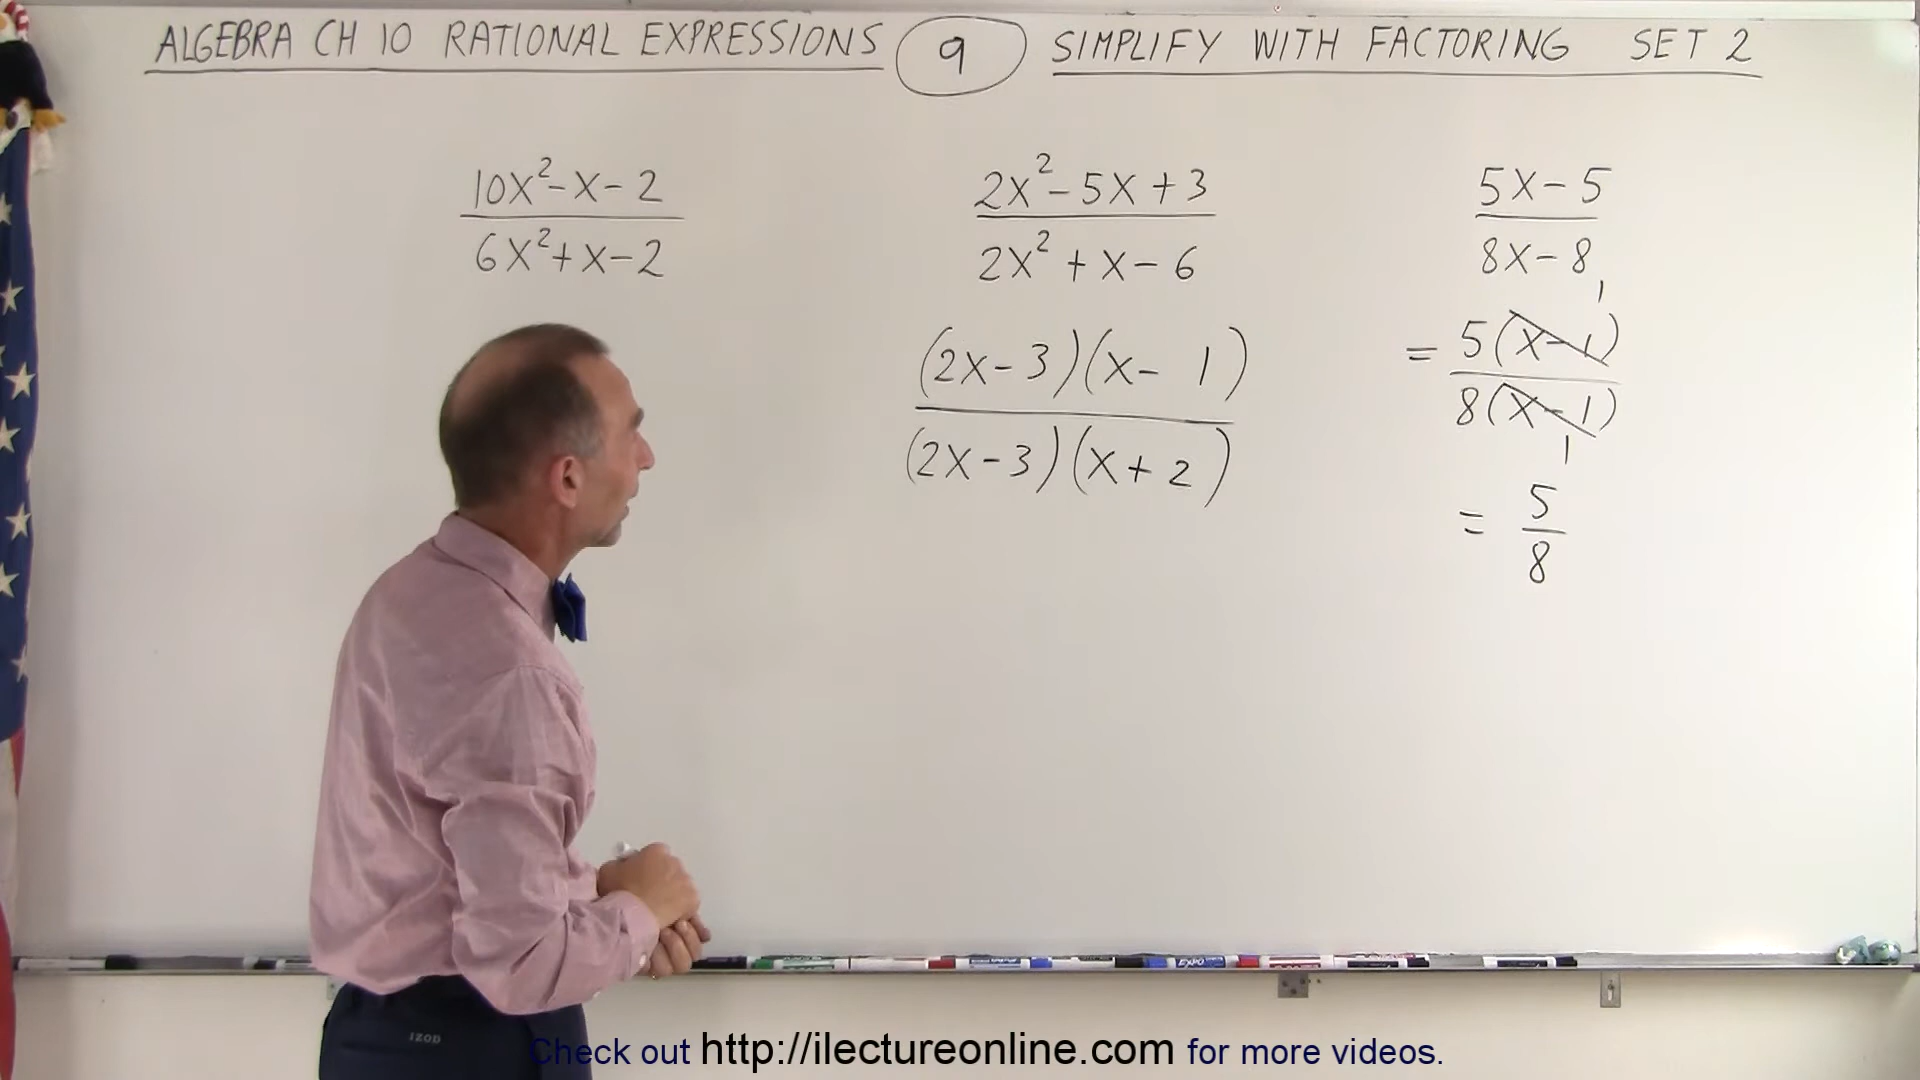 ALGEBRA CH 10 RATIONAL EXPRESSIONS 9 SIMPLIFY WITH FACTORING SET 2
10x²-x-2
6x²+x-2
2x²-5x+3
2x²+x-6
(2x-3)(x-1)
(2x-3)(x+2)
5x-5
8x-8
1
= 5(x-1)
8(x-1)
1
= 5
8
EXPO
IZOD
Check out http://ilectureonline.com for more videos.